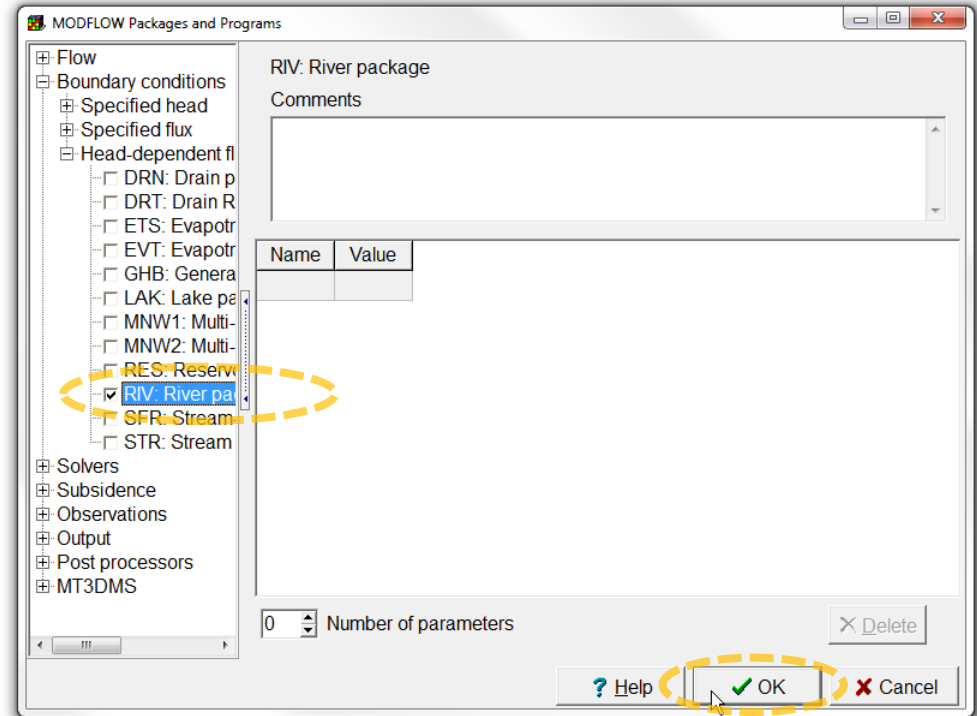 MODFLOW Packages and Programs
Flow
Boundary conditions
Specified head
Specified flux
Head-dependent fl
DRN: Drain p
DRT: Drain R
ETS: Evapotr
EVT: Evapotr
GHB: Genera
LAK: Lake pa
MNW1: Multi-
MNW2: Multi-
RES: Reserv
RIV: River pa
SFR: Stream-
STR: Stream
Solvers
Subsidence
Observations
Output
Post processors
MT3DMS
RIV: River package
Comments
Name Value
0 Number of parameters
Delete
? Help
OK
Cancel